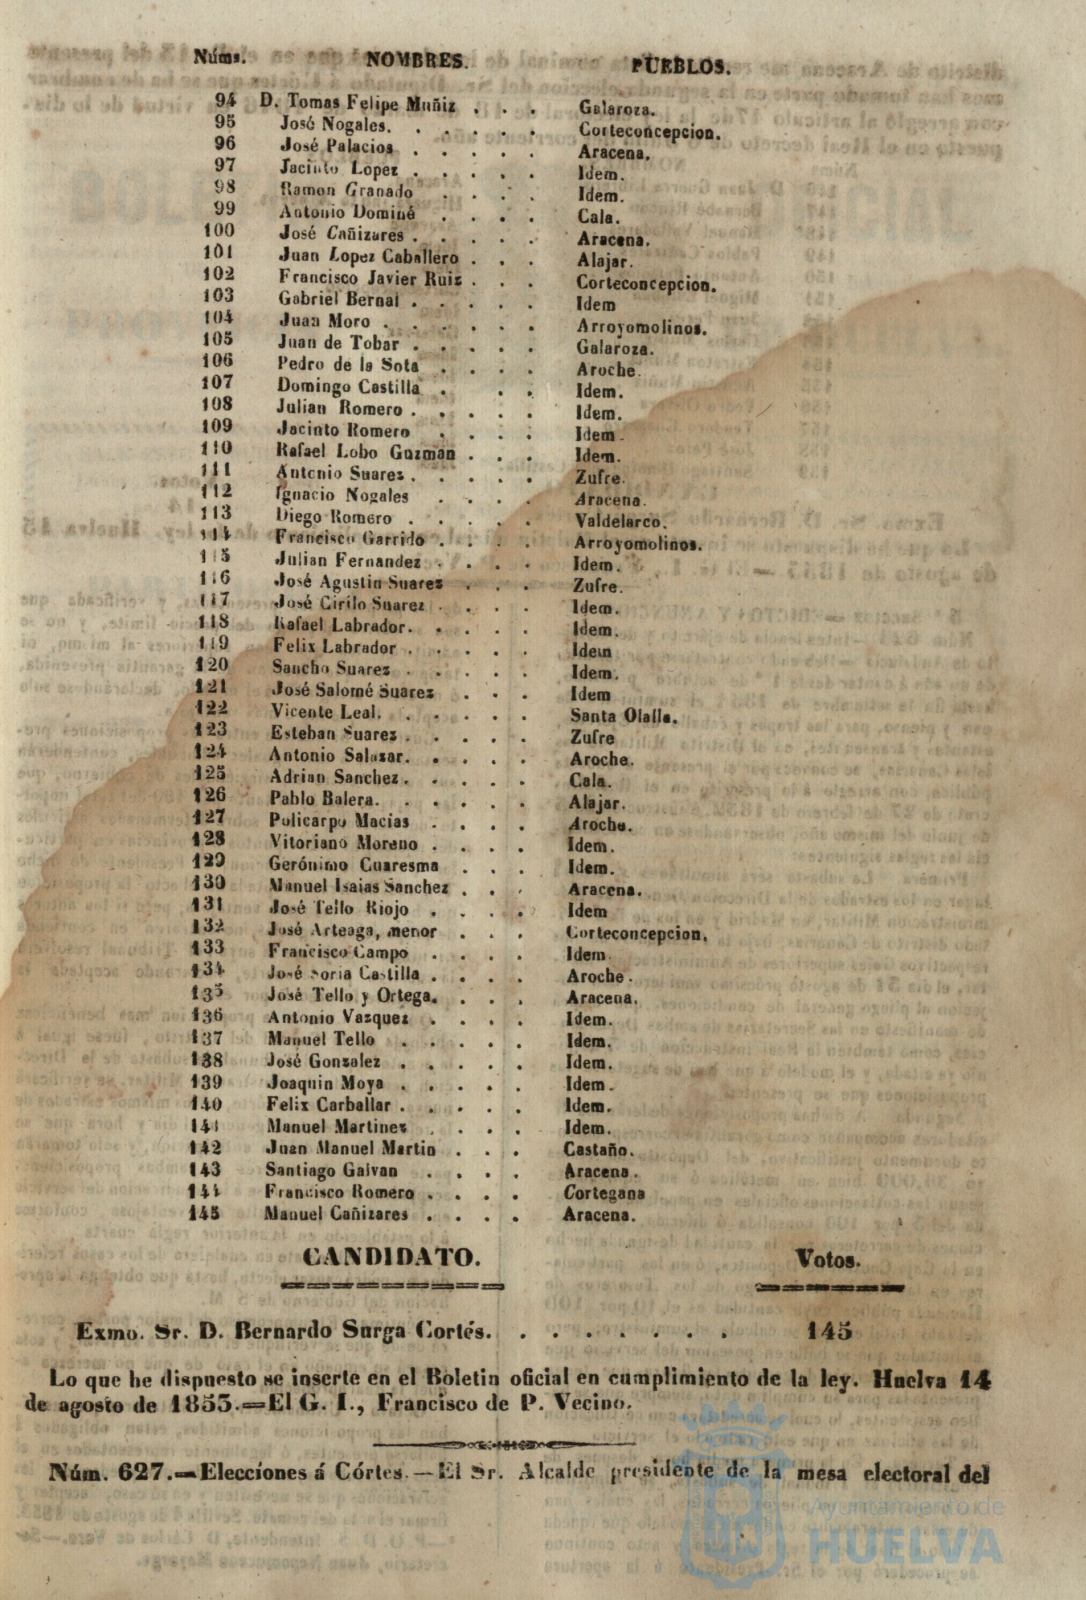 Núms. NOMBRES. PUEBLOS.
94 D. Tomas Felipe Muñiz . . . Galaroza.
95 José Nogales. . . . . . Corteconcepcion.
96 José Palacios . . . . . Aracena.
97 Jacinto Lopez . . . . . Idem.
98 Ramon Granado . . . . Idem.
99 Antonio Dominé . . . . Cala.
100 José Cañizares . . . . . Aracena.
101 Juan Lopez Caballero . . . Alajar.
102 Francisco Javier Ruiz . . . Corteconcepcion.
103 Gabriel Bernal . . . . . Idem
104 Juan Moro . . . . . . Arroyomolinos.
105 Juan de Tobar . . . . . Galaroza.
106 Pedro de la Sota . . . . Aroche.
107 Domingo Castilla . . . Idem.
108 Julian Romero . . . . . Idem.
109 Jacinto Romero . . . . Idem.
110 Rafael Lobo Guzman . . . Idem.
111 Antonio Suarez . . . . . Zufre.
112 Ignacio Nogales . . . . Aracena.
113 Diego Romero . . . . . Valdelarco.
114 Francisco Garrido . . . . Arroyomolinos.
115 Julian Fernandez . . . . Idem.
116 José Agustin Suarez . . . Zufre.
117 José Cirilo Suarez . . . . Idem.
118 Rafael Labrador. . . . . Idem.
119 Felix Labrador . . . . . Idem
120 Sancho Suarez . . . . . Idem.
121 José Salomé Suarez . . . Idem
122 Vicente Leal. . . . . . Santa Olalla.
123 Esteban Suarez . . . . . Zufre
124 Antonio Salazar. . . . . Aroche.
125 Adrian Sanchez . . . . . Cala.
126 Pablo Balera. . . . . . Alajar.
127 Policarpo Macias . . . . Aroche.
128 Vitoriano Moreno . . . . Idem.
129 Gerónimo Cuaresma . . . Idem.
130 Manuel Isaias Sanchez . . . Aracena.
131 José Tello Riojo . . . . Idem
132 José Arteaga, menor . . . Corteconcepcion.
133 Francisco Campo . . . . Idem.
134 José Soria Castilla . . . . Aroche.
135 José Tello y Ortega. . . . Aracena.
136 Antonio Vazquez . . . . Idem.
137 Manuel Tello . . . . Idem.
138 José Gonzalez . . . . . Idem.
139 Joaquin Moya . . . . . Idem.
140 Felix Carballar . . . . . Idem.
141 Manuel Martinez . . . . Idem.
142 Juan Manuel Martin . . . Castaño.
143 Santiago Galvan . . . . Aracena.
144 Francisco Romero . . . . Cortegana
145 Manuel Cañizares . . . . Aracena.
CANDIDATO. Votos.
Exmo. Sr. D. Bernardo Surga Cortés. . . . . . . . . 145
Lo que he dispuesto se inserte en el Boletin oficial en cumplimiento de la ley. Huelva 14
de agosto de 1853.=El G. I., Francisco de P. Vecino.
Núm. 627.—Elecciones á Córtes.—El Sr. Alcalde presidente de la mesa electoral del
Ayuntamiento de
HUELVA